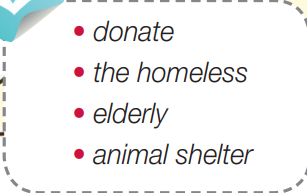 • donate
• the homeless
• elderly
• animal shelter